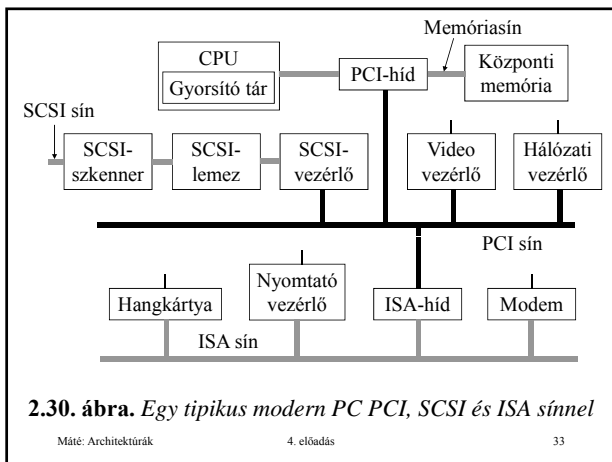 Memóriasín
CPU
Gyorsító tár
PCI-híd
Központi
memória
SCSI sín
SCSI-
szkenner
SCSI-
lemez
SCSI-
vezérlő
Video
vezérlő
Hálózati
vezérlő
PCI sín
Hangkártya
Nyomtató
vezérlő
ISA-híd
Modem
ISA sín
2.30. ábra. Egy tipikus modern PC PCI, SCSI és ISA sínnel
Máté: Architektúrák 4. előadás 33